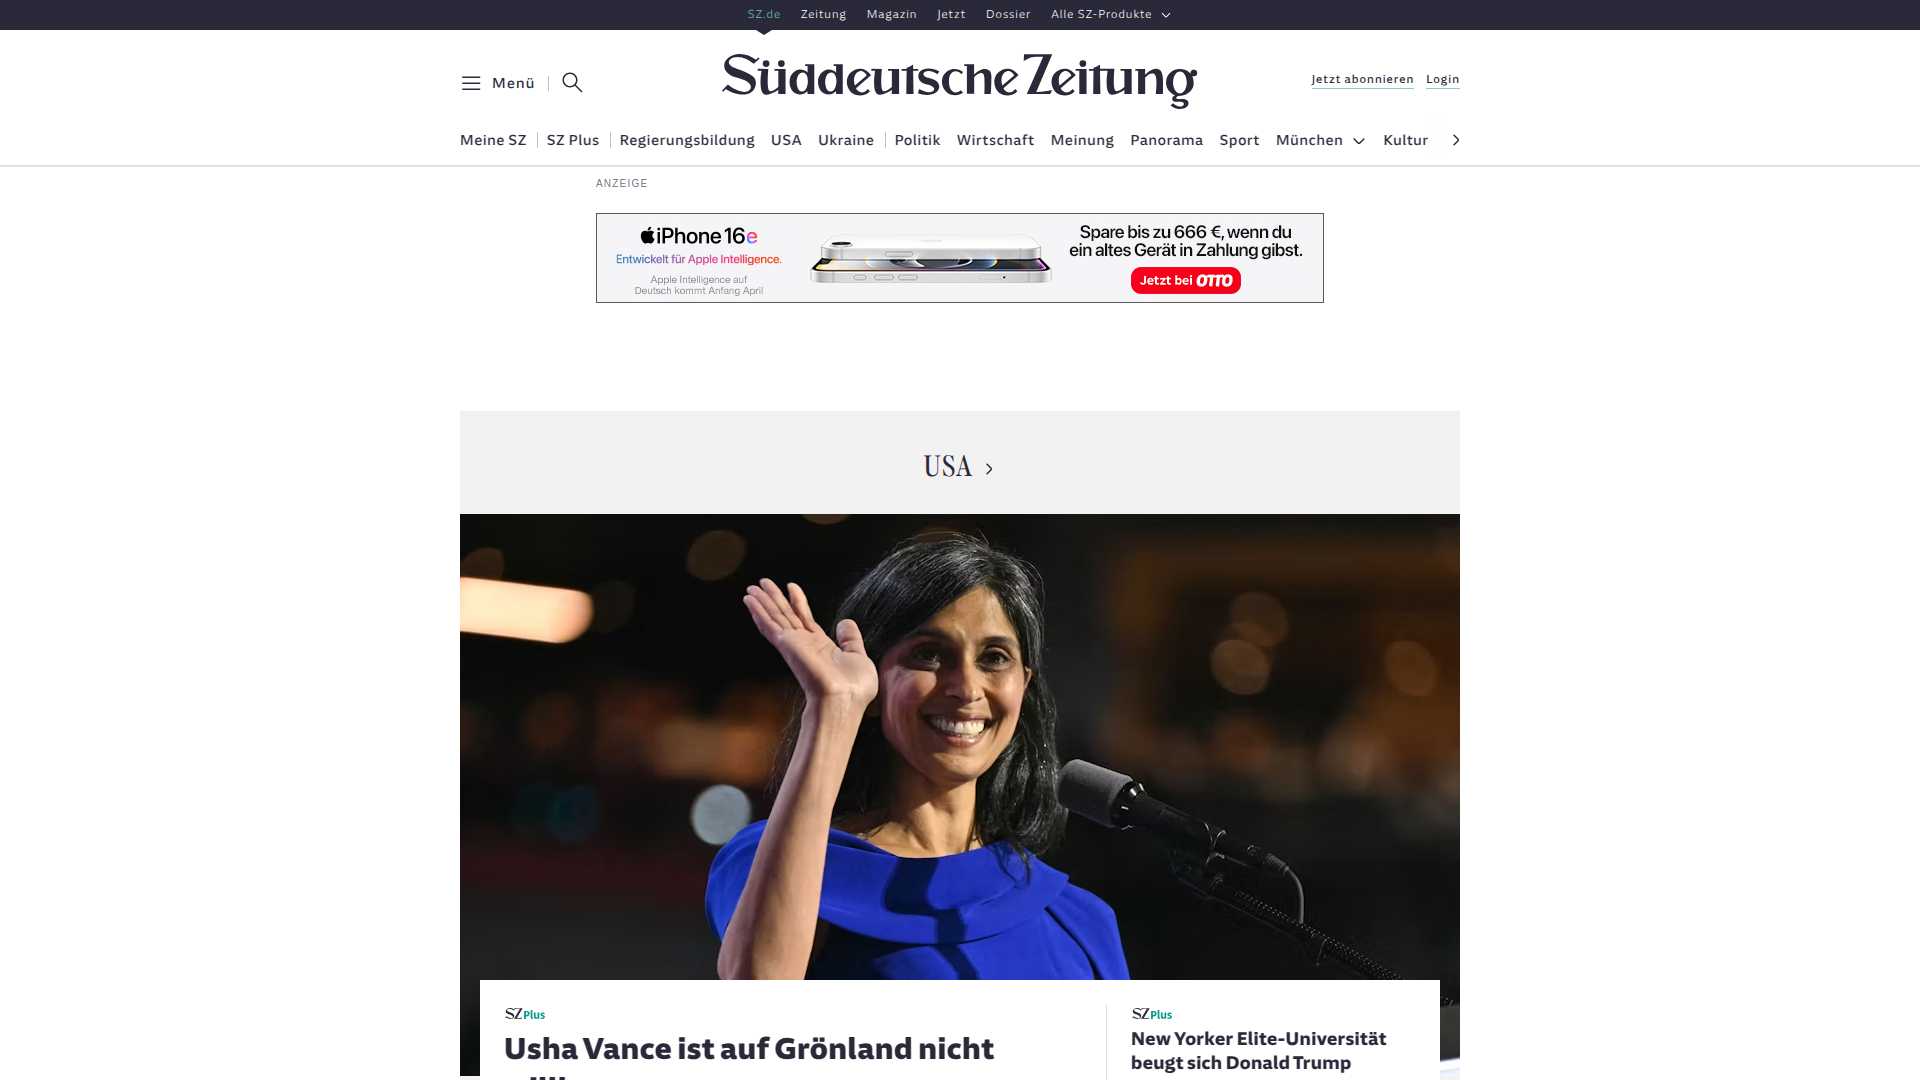 SZ.de Zeitung Magazin Jetzt Dossier Alle SZ-Produkte
Menü
Süddeutsche Zeitung
Jetzt abonnieren Login
Meine SZ SZ Plus Regierungsbildung USA Ukraine Politik Wirtschaft Meinung Panorama Sport München Kultur
ANZEIGE
iPhone 16e
Entwickelt für Apple Intelligence.
Apple Intelligence auf
Deutsch kommt Anfang April
Spare bis zu 666 €, wenn du
ein altes Gerät in Zahlung gibst.
Jetzt bei OTTO
USA
SZ Plus
Usha Vance ist auf Grönland nicht
SZ Plus
New Yorker Elite-Universität
beugt sich Donald Trump